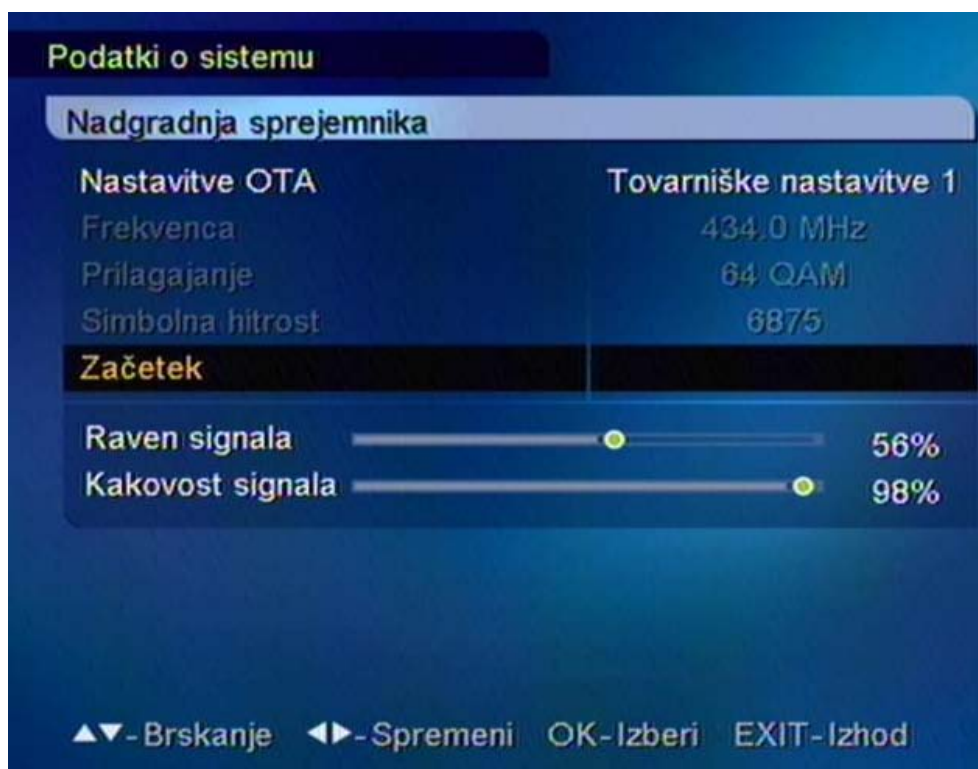 Podatki o sistemu
Nadgradnja sprejemnika
Nastavitve OTA Tovarniške nastavitve 1
Frekvenca 434.0 MHz
Prilagajanje 64 QAM
Simbolna hitrost 6875
Začetek
Raven signala 56%
Kakovost signala 98%
▲▼-Brskanje ◀▶-Spremeni OK-Izberi EXIT-Izhod